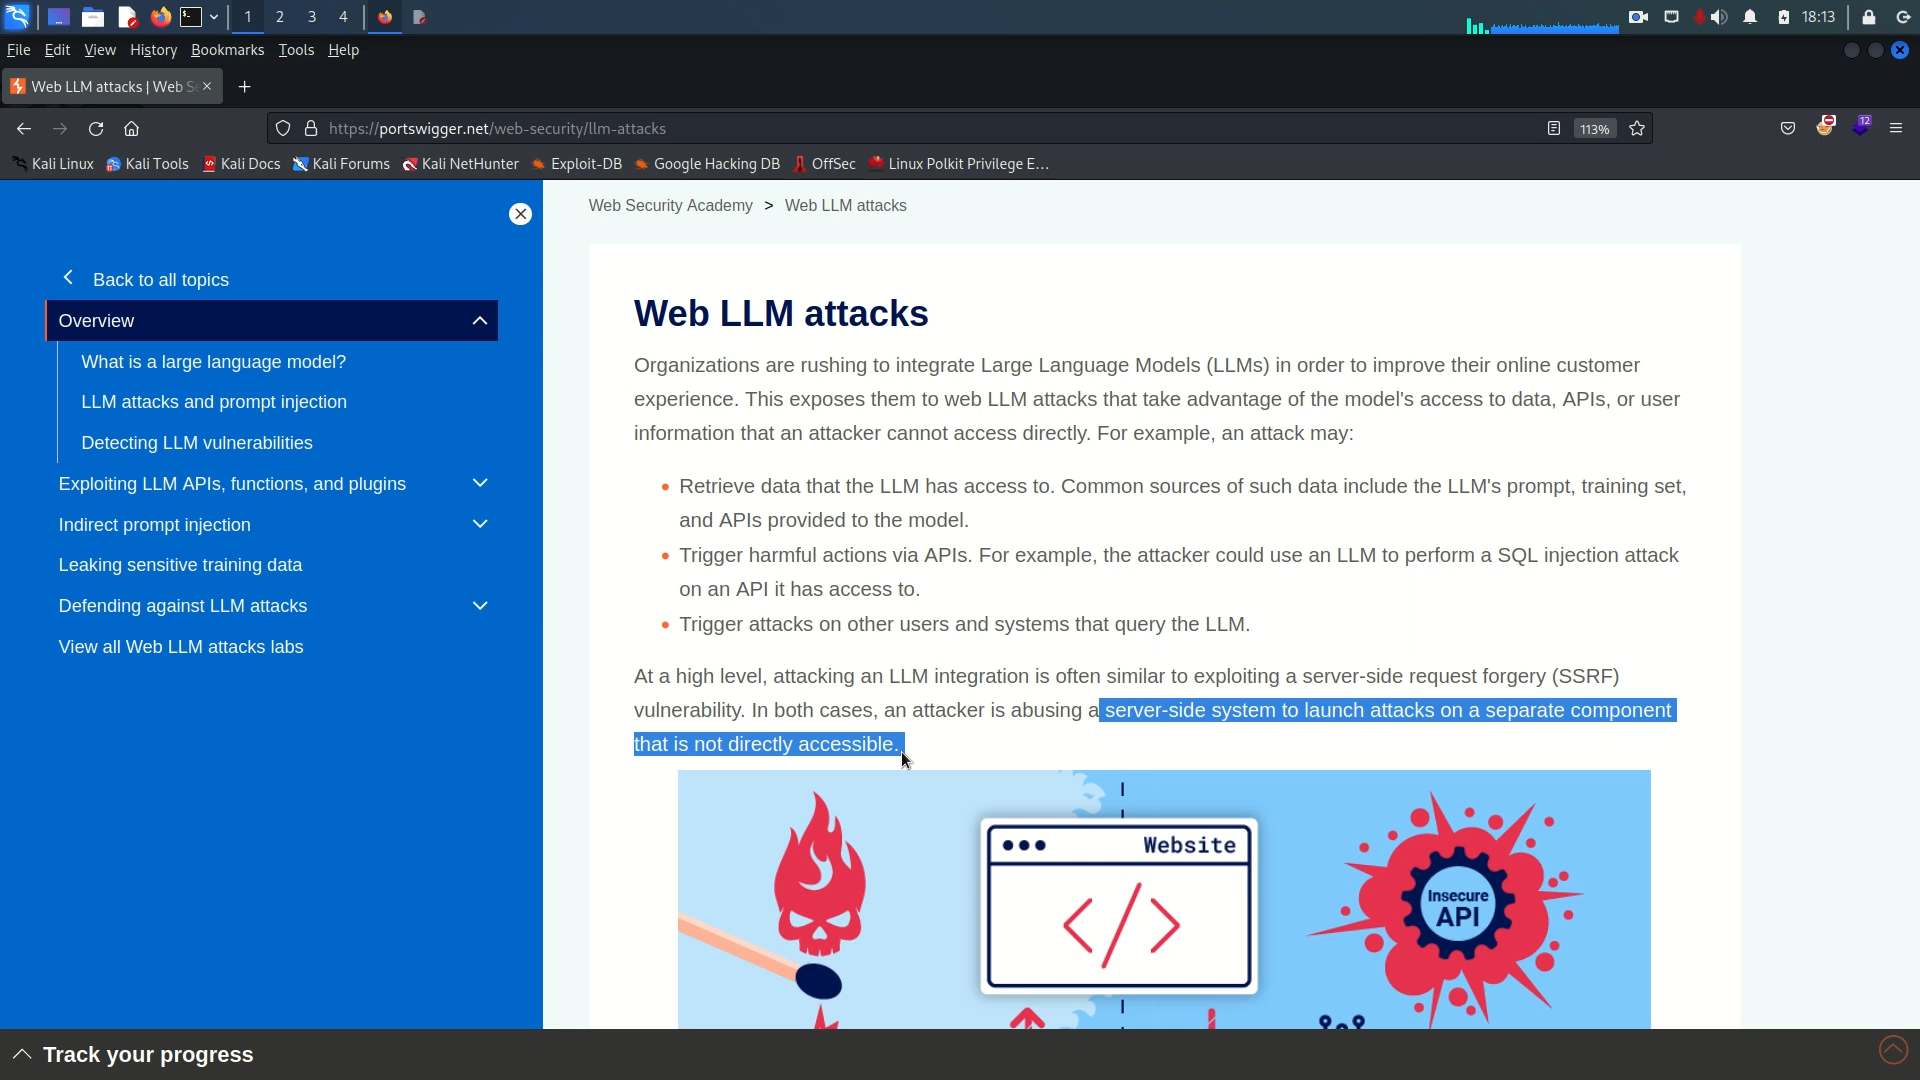 1 2 3 4
18:13
File Edit View History Bookmarks Tools Help
Web LLM attacks | Web S
https://portswigger.net/web-security/llm-attacks
113%
12
Kali Linux Kali Tools Kali Docs Kali Forums Kali NetHunter Exploit-DB Google Hacking DB OffSec Linux Polkit Privilege E…
Back to all topics
Overview
What is a large language model?
LLM attacks and prompt injection
Detecting LLM vulnerabilities
Exploiting LLM APIs, functions, and plugins
Indirect prompt injection
Leaking sensitive training data
Defending against LLM attacks
View all Web LLM attacks labs
Web Security Academy > Web LLM attacks
Web LLM attacks
Organizations are rushing to integrate Large Language Models (LLMs) in order to improve their online customer
experience. This exposes them to web LLM attacks that take advantage of the model's access to data, APIs, or user
information that an attacker cannot access directly. For example, an attack may:
Retrieve data that the LLM has access to. Common sources of such data include the LLM's prompt, training set,
and APIs provided to the model.
Trigger harmful actions via APIs. For example, the attacker could use an LLM to perform a SQL injection attack
on an API it has access to.
Trigger attacks on other users and systems that query the LLM.
At a high level, attacking an LLM integration is often similar to exploiting a server-side request forgery (SSRF)
vulnerability. In both cases, an attacker is abusing a server-side system to launch attacks on a separate component
that is not directly accessible.
Website
</>
Insecure
API
Track your progress